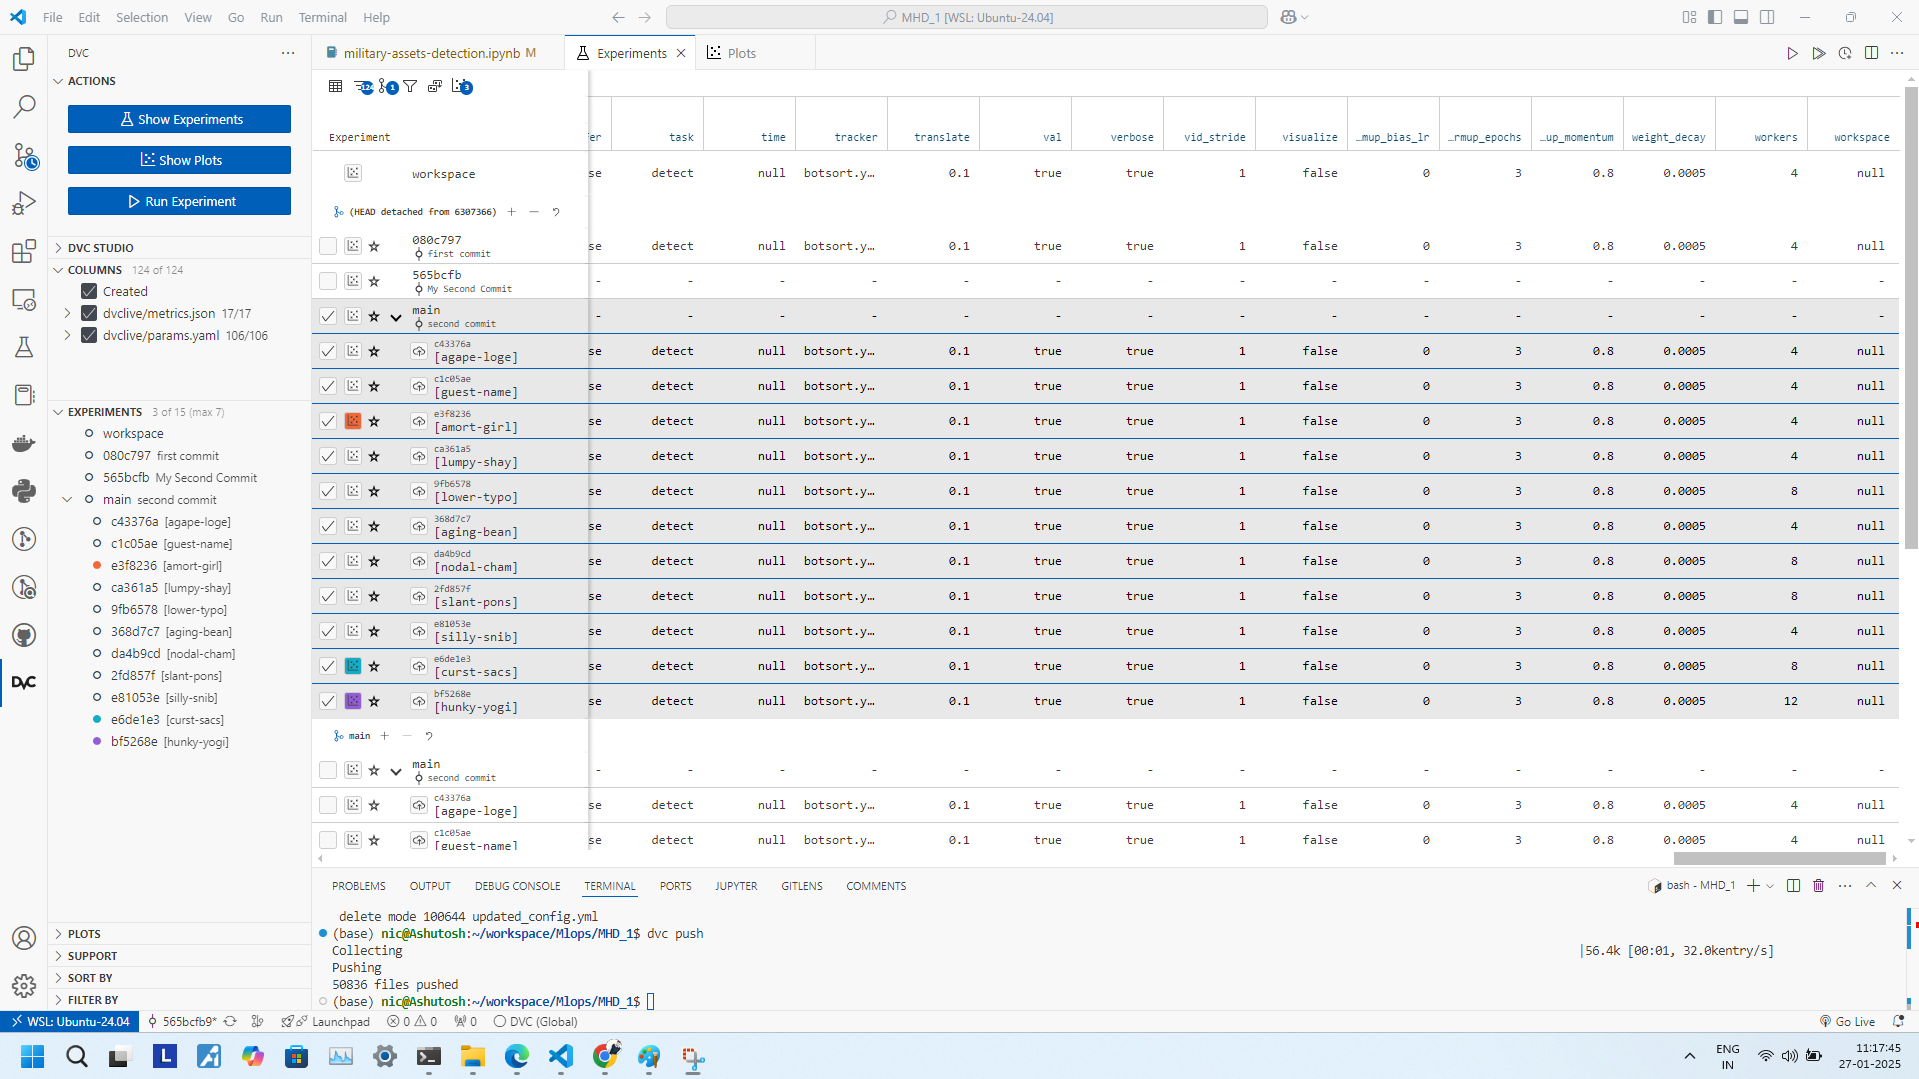 File Edit Selection View Go Run Terminal Help
MHD_1 [WSL: Ubuntu-24.04]
DVC
military-assets-detection.ipynb M
Experiments
Plots
ACTIONS
Show Experiments
Show Plots
Run Experiment
DVC STUDIO
COLUMNS 124 of 124
Created
dvclive/metrics.json 17/17
dvclive/params.yaml 106/106
EXPERIMENTS 3 of 15 (max 7)
workspace
080c797 first commit
565bcfb My Second Commit
main second commit
c43376a [agape-loge]
c1c05ae [guest-name]
e3f8236 [amort-girl]
ca361a5 [lumpy-shay]
9fb6578 [lower-typo]
368d7c7 [aging-bean]
da4b9cd [nodal-cham]
2fd857f [slant-pons]
e81053e [silly-snib]
e6de1e3 [curst-sacs]
bf5268e [hunky-yogi]
PLOTS
SUPPORT
SORT BY
FILTER BY
124 1 3
Experiment fer task time tracker translate val verbose vid_stride visualize …mup_bias_lr …rmup_epochs …up_momentum weight_decay workers workspace
workspace se detect null botsort.y… 0.1 true true 1 false 0 3 0.8 0.0005 4 null
(HEAD detached from 6307366)
080c797
first commit
se detect null botsort.y… 0.1 true true 1 false 0 3 0.8 0.0005 4 null
565bcfb
My Second Commit
- - - - - - - - - - - - - - -
main
second commit
- - - - - - - - - - - - - - -
c43376a
[agape-loge] se detect null botsort.y… 0.1 true true 1 false 0 3 0.8 0.0005 4 null
c1c05ae
[guest-name] se detect null botsort.y… 0.1 true true 1 false 0 3 0.8 0.0005 4 null
e3f8236
[amort-girl] se detect null botsort.y… 0.1 true true 1 false 0 3 0.8 0.0005 4 null
ca361a5
[lumpy-shay] se detect null botsort.y… 0.1 true true 1 false 0 3 0.8 0.0005 4 null
9fb6578
[lower-typo] se detect null botsort.y… 0.1 true true 1 false 0 3 0.8 0.0005 8 null
368d7c7
[aging-bean] se detect null botsort.y… 0.1 true true 1 false 0 3 0.8 0.0005 4 null
da4b9cd
[nodal-cham] se detect null botsort.y… 0.1 true true 1 false 0 3 0.8 0.0005 8 null
2fd857f
[slant-pons] se detect null botsort.y… 0.1 true true 1 false 0 3 0.8 0.0005 8 null
e81053e
[silly-snib] se detect null botsort.y… 0.1 true true 1 false 0 3 0.8 0.0005 4 null
e6de1e3
[curst-sacs] se detect null botsort.y… 0.1 true true 1 false 0 3 0.8 0.0005 8 null
bf5268e
[hunky-yogi] se detect null botsort.y… 0.1 true true 1 false 0 3 0.8 0.0005 12 null
main
main
second commit
- - - - - - - - - - - - - - -
c43376a
[agape-loge] se detect null botsort.y… 0.1 true true 1 false 0 3 0.8 0.0005 4 null
c1c05ae
[guest-name] se detect null botsort.y… 0.1 true true 1 false 0 3 0.8 0.0005 4 null
PROBLEMS OUTPUT DEBUG CONSOLE TERMINAL PORTS JUPYTER GITLENS COMMENTS
bash - MHD_1
delete mode 100644 updated_config.yml
(base) nic@Ashutosh:~/workspace/Mlops/MHD_1$ dvc push
Collecting |56.4k [00:01, 32.0kentry/s]
Pushing
50836 files pushed
(base) nic@Ashutosh:~/workspace/Mlops/MHD_1$
WSL: Ubuntu-24.04 565bcfb9* Launchpad 0 0 0 DVC (Global) Go Live
L
ENG
IN
11:17:45
27-01-2025